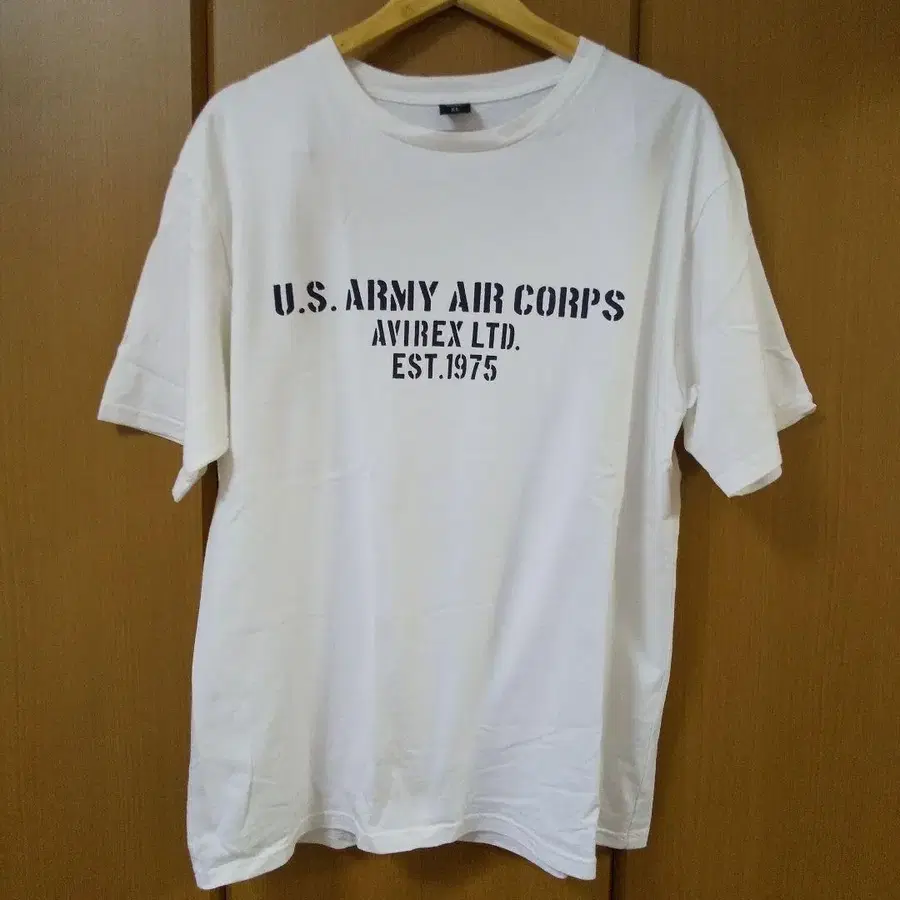 U.S. ARMY AIR CORPS
AVIREX LTD.
EST.1975